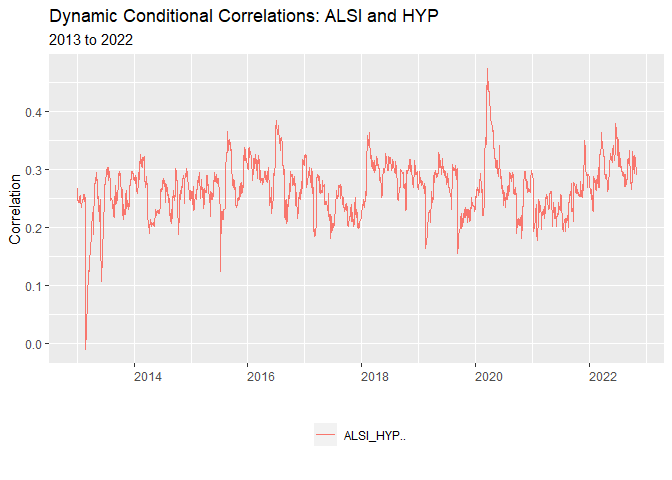 Dynamic Conditional Correlations: ALSI and HYP
2013 to 2022
Correlation
0.4
0.3
0.2
0.1
0.0
2014 2016 2018 2020 2022
ALSI_HYP..